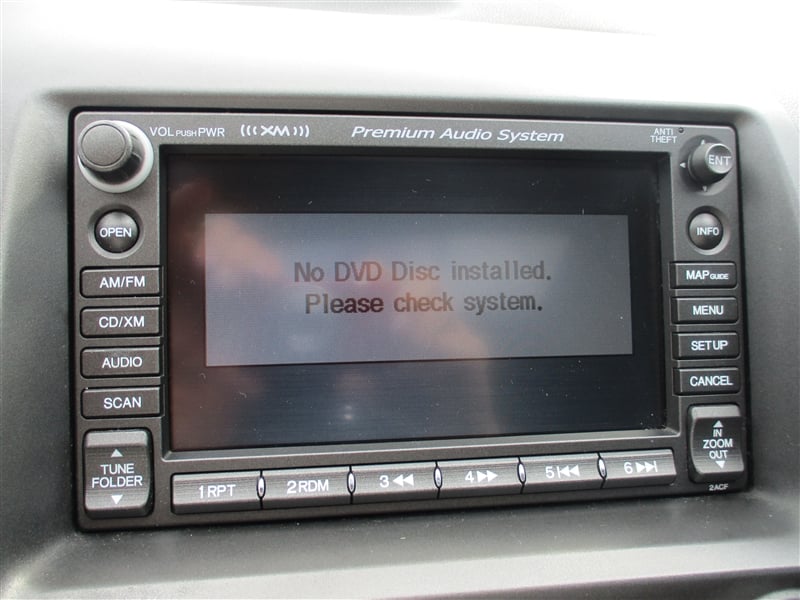 VOL PUSH PWR
XM
Premium Audio System
ANTI
THEFT
ENT
OPEN
INFO
AM/FM
CD/XM
AUDIO
SCAN
TUNE
FOLDER
No DVD Disc installed.
Please check system.
MAP GUIDE
MENU
SET UP
CANCEL
IN
ZOOM
OUT
1 RPT
2 RDM
3
4
5
6
2ACF